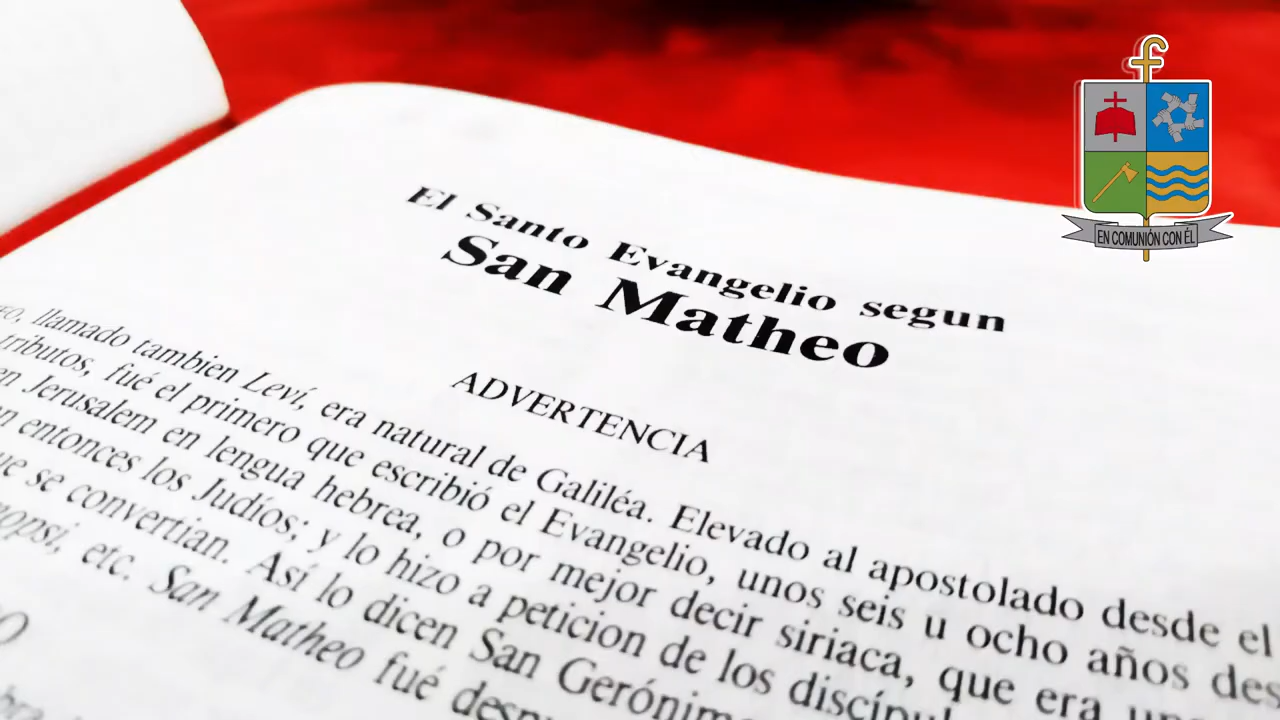 El Santo Evangelio segun
San Matheo
ADVERTENCIA
llamado tambien Leví, era natural de Galiléa. Elevado al apostolado desde el
tributos, fué el primero que escribió el Evangelio, unos seis u ocho años
en Jerusalem en lengua hebrea, o por mejor decir siriaca, que era
entonces los Judíos; y lo hizo a peticion de los
se convertian. Así lo dicen San
etc. San Matheo fué
EN COMUNIÓN CON ÉL